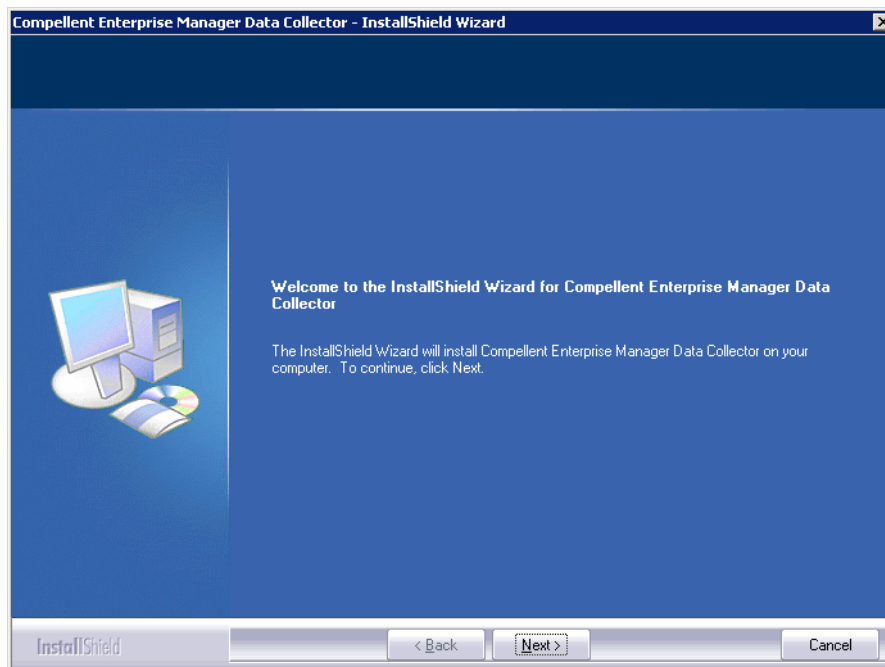 Compellent Enterprise Manager Data Collector - InstallShield Wizard
Welcome to the InstallShield Wizard for Compellent Enterprise Manager Data
Collector
The InstallShield Wizard will install Compellent Enterprise Manager Data Collector on your
computer. To continue, click Next.
InstallShield
< Back
Next >
Cancel